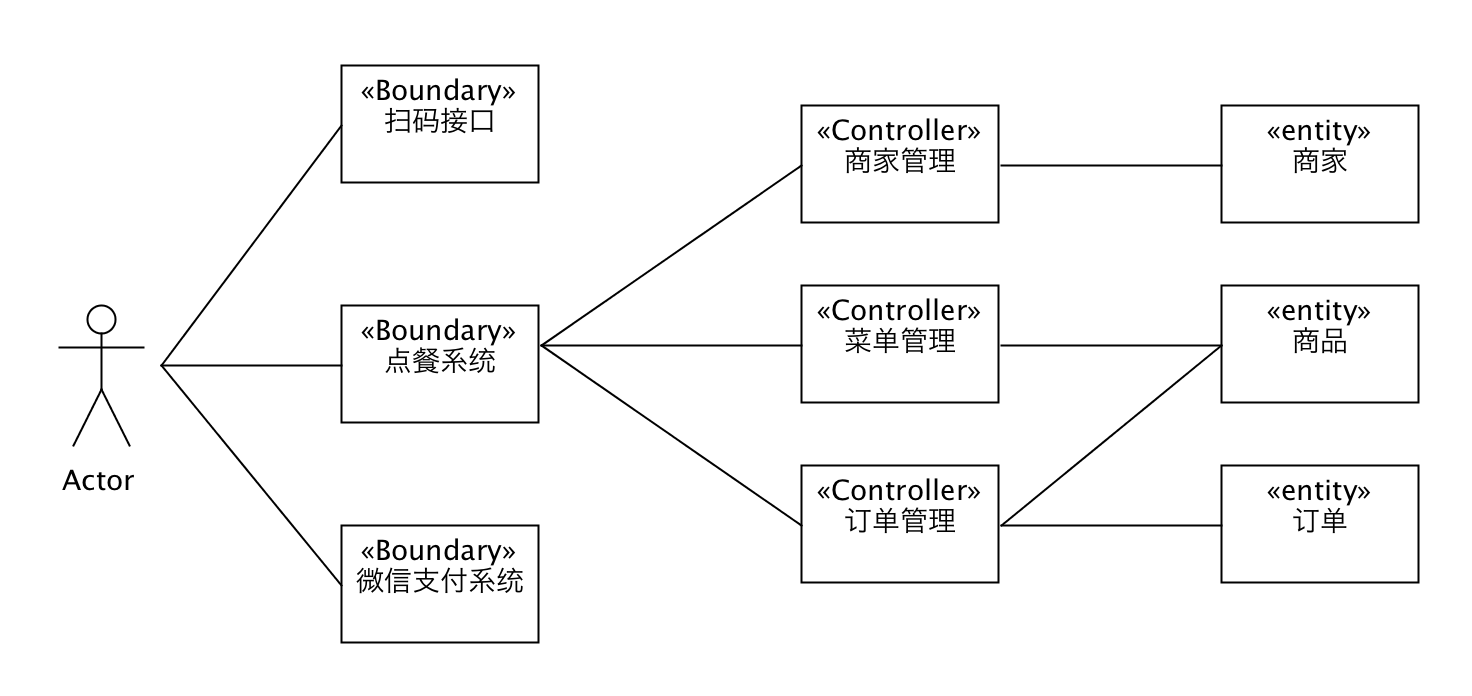 «Boundary»
扫码接口
«Controller»
商家管理
«entity»
商家
«Boundary»
点餐系统
«Controller»
菜单管理
«entity»
商品
Actor
«Boundary»
微信支付系统
«Controller»
订单管理
«entity»
订单